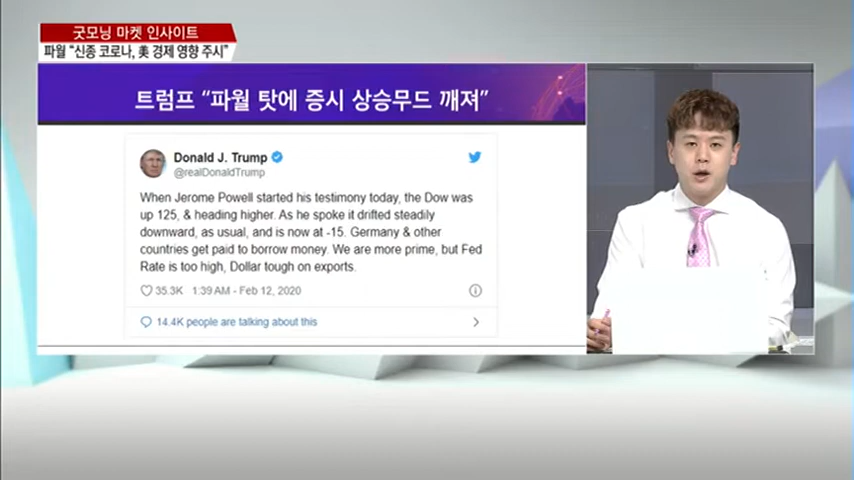 굿모닝 마켓 인사이트
파월 “신종 코로나, 美 경제 영향 주시”
트럼프 “파월 탓에 증시 상승무드 깨져”
Donald J. Trump
@realDonaldTrump
When Jerome Powell started his testimony today, the Dow was
up 125, & heading higher. As he spoke it drifted steadily
downward, as usual, and is now at -15. Germany & other
countries get paid to borrow money. We are more prime, but Fed
Rate is too high, Dollar tough on exports.
35.3K 1:39 AM - Feb 12, 2020
14.4K people are talking about this